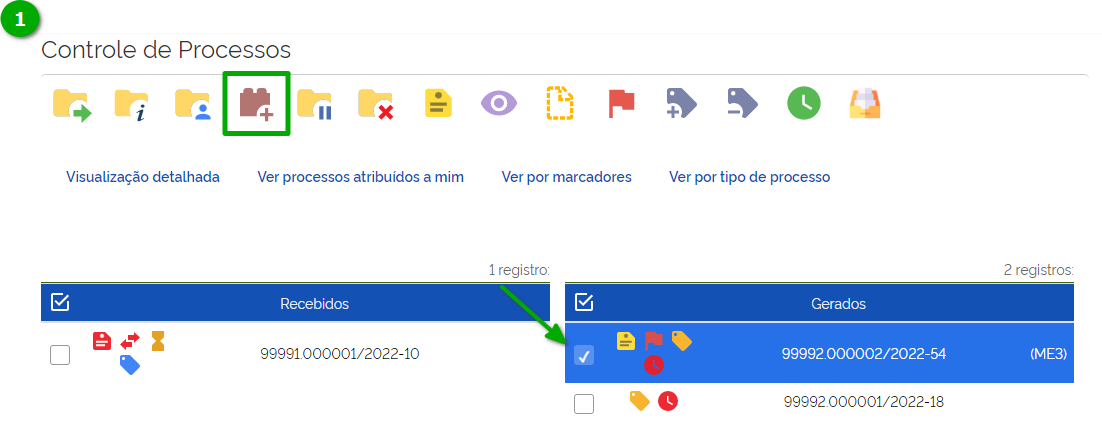 1
Controle de Processos
Visualização detalhada Ver processos atribuídos a mim Ver por marcadores Ver por tipo de processo
1 registro:
Recebidos
99991.000001/2022-10
2 registros:
Gerados
99992.000002/2022-54 (ME3)
99992.000001/2022-18